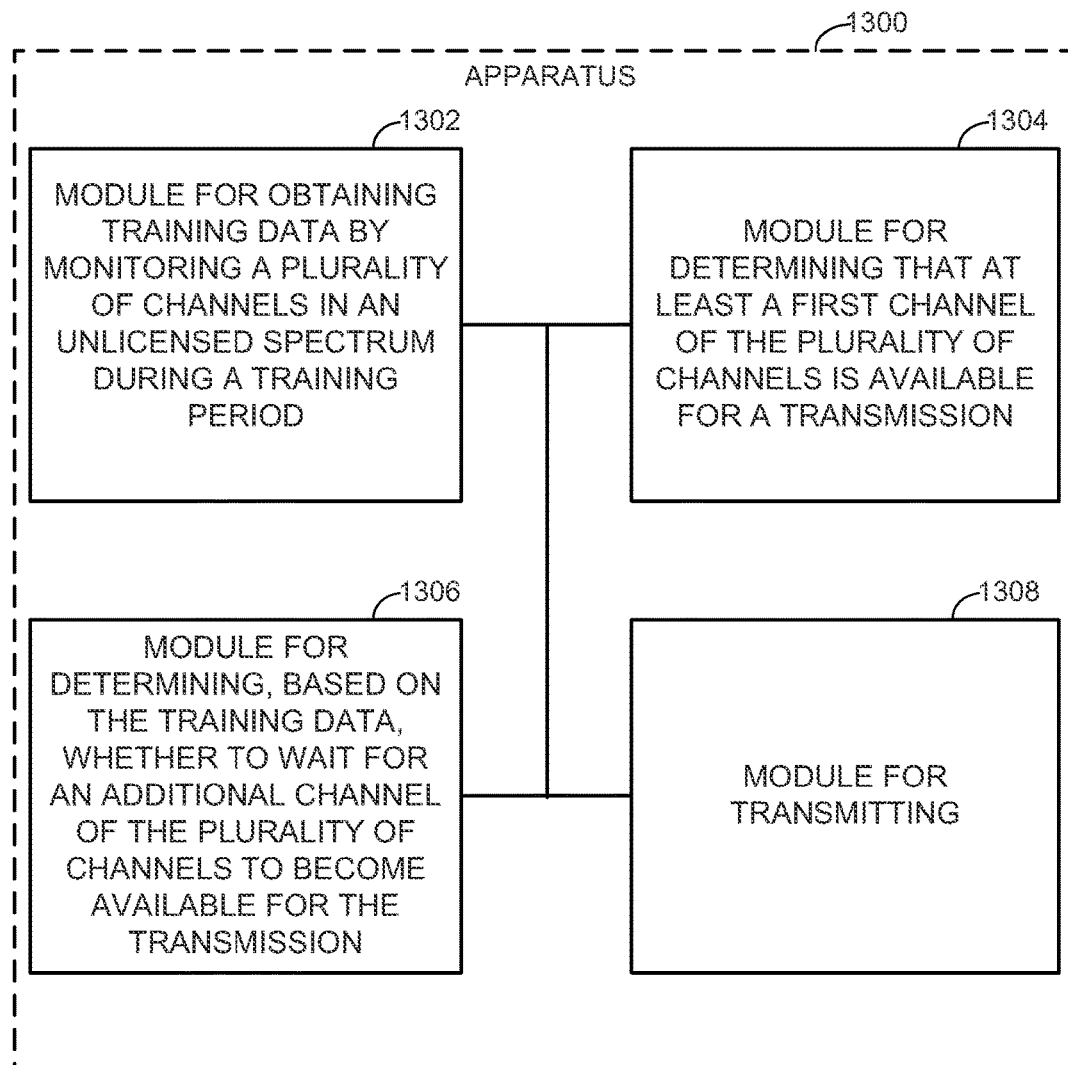 1300
APPARATUS
1302
MODULE FOR OBTAINING
TRAINING DATA BY
MONITORING A PLURALITY
OF CHANNELS IN AN
UNLICENSED SPECTRUM
DURING A TRAINING
PERIOD
1304
MODULE FOR
DETERMINING THAT AT
LEAST A FIRST CHANNEL
OF THE PLURALITY OF
CHANNELS IS AVAILABLE
FOR A TRANSMISSION
1306
MODULE FOR
DETERMINING, BASED ON
THE TRAINING DATA,
WHETHER TO WAIT FOR
AN ADDITIONAL CHANNEL
OF THE PLURALITY OF
CHANNELS TO BECOME
AVAILABLE FOR THE
TRANSMISSION
1308
MODULE FOR
TRANSMITTING